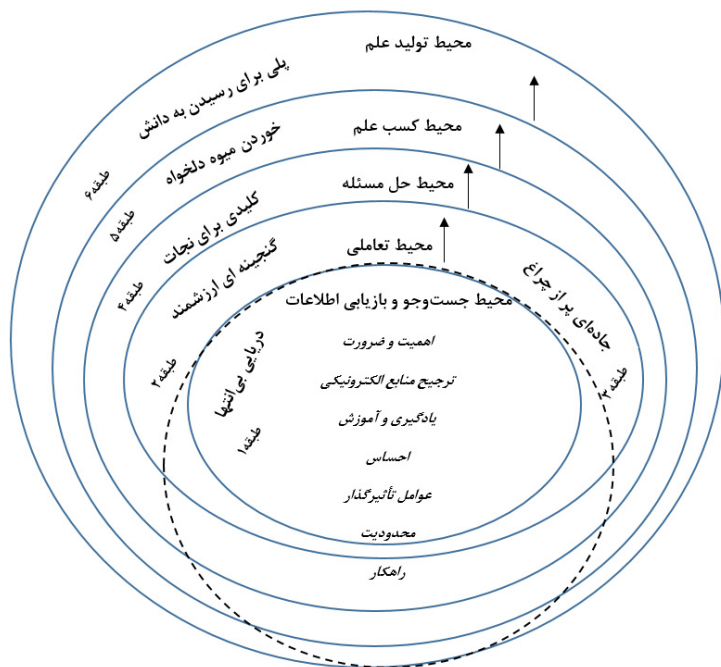 محیط تولید علم
پلی برای رسیدن به دانش
طبقه۶
محیط کسب علم
خوردن میوه دلخواه
طبقه۵
محیط حل مسئله
کلیدی برای نجات
طبقه۴
محیط تعاملی
گنجینه ای ارزشمند
طبقه۲
جاده‌ای پر از چراغ
طبقه۳
محیط جست‌وجو و بازیابی اطلاعات
دریایی بی‌انتها
طبقه۱
اهمیت و ضرورت
ترجیح منابع الکترونیکی
یادگیری و آموزش
احساس
عوامل تأثیرگذار
محدودیت
راهکار